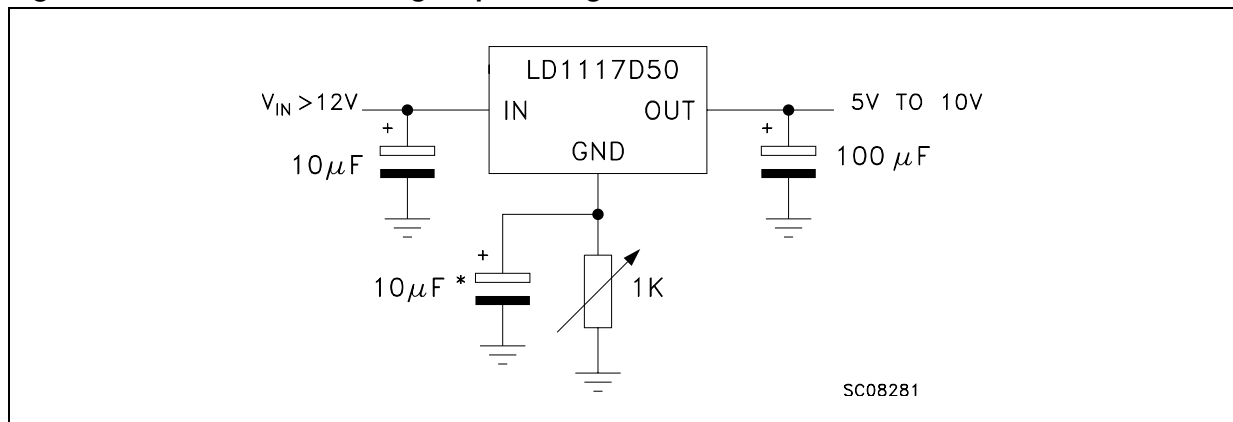 LD1117D50
V_IN >12V
IN
OUT
5V TO 10V
GND
+
10μF
+
100 μF
+
10μF *
1K
SC08281